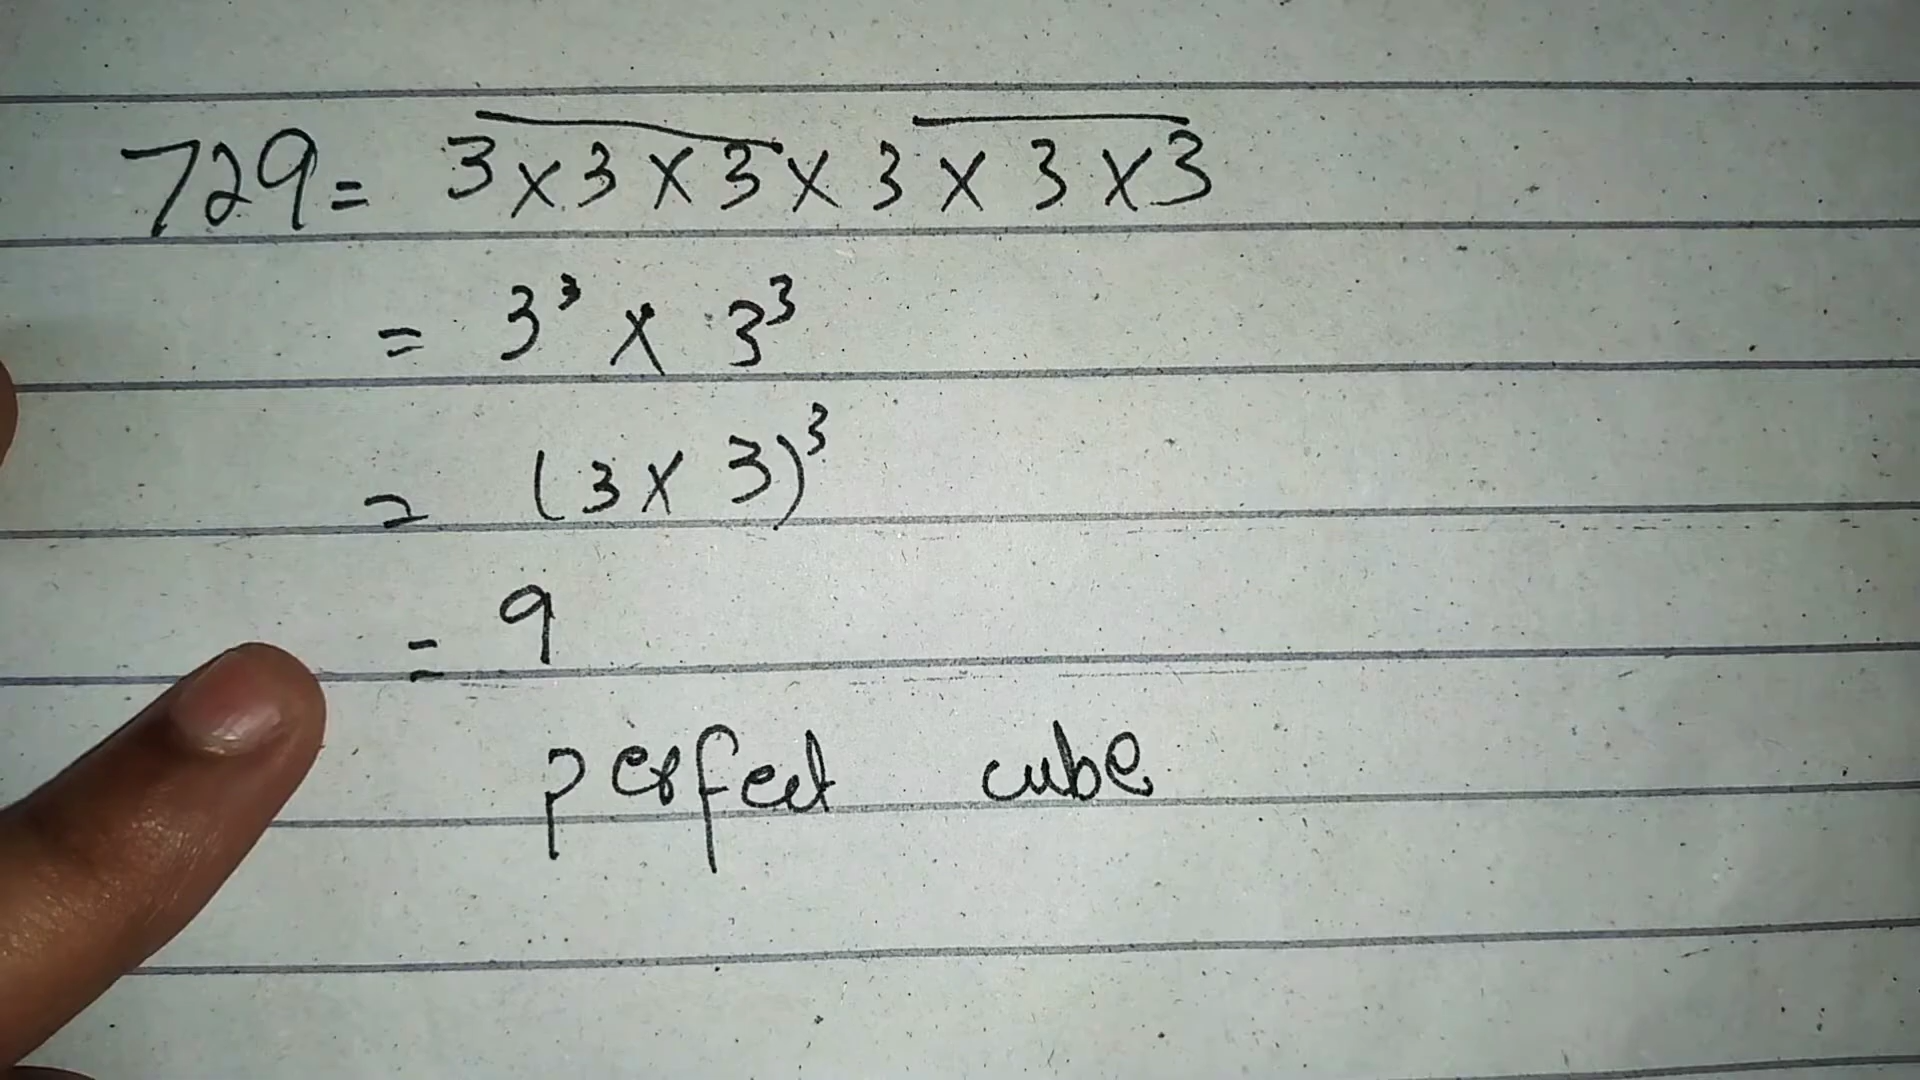 729 = 3 × 3 × 3 × 3 × 3 × 3
= 3³ × 3³
= (3 × 3)³
= 9
perfect cube